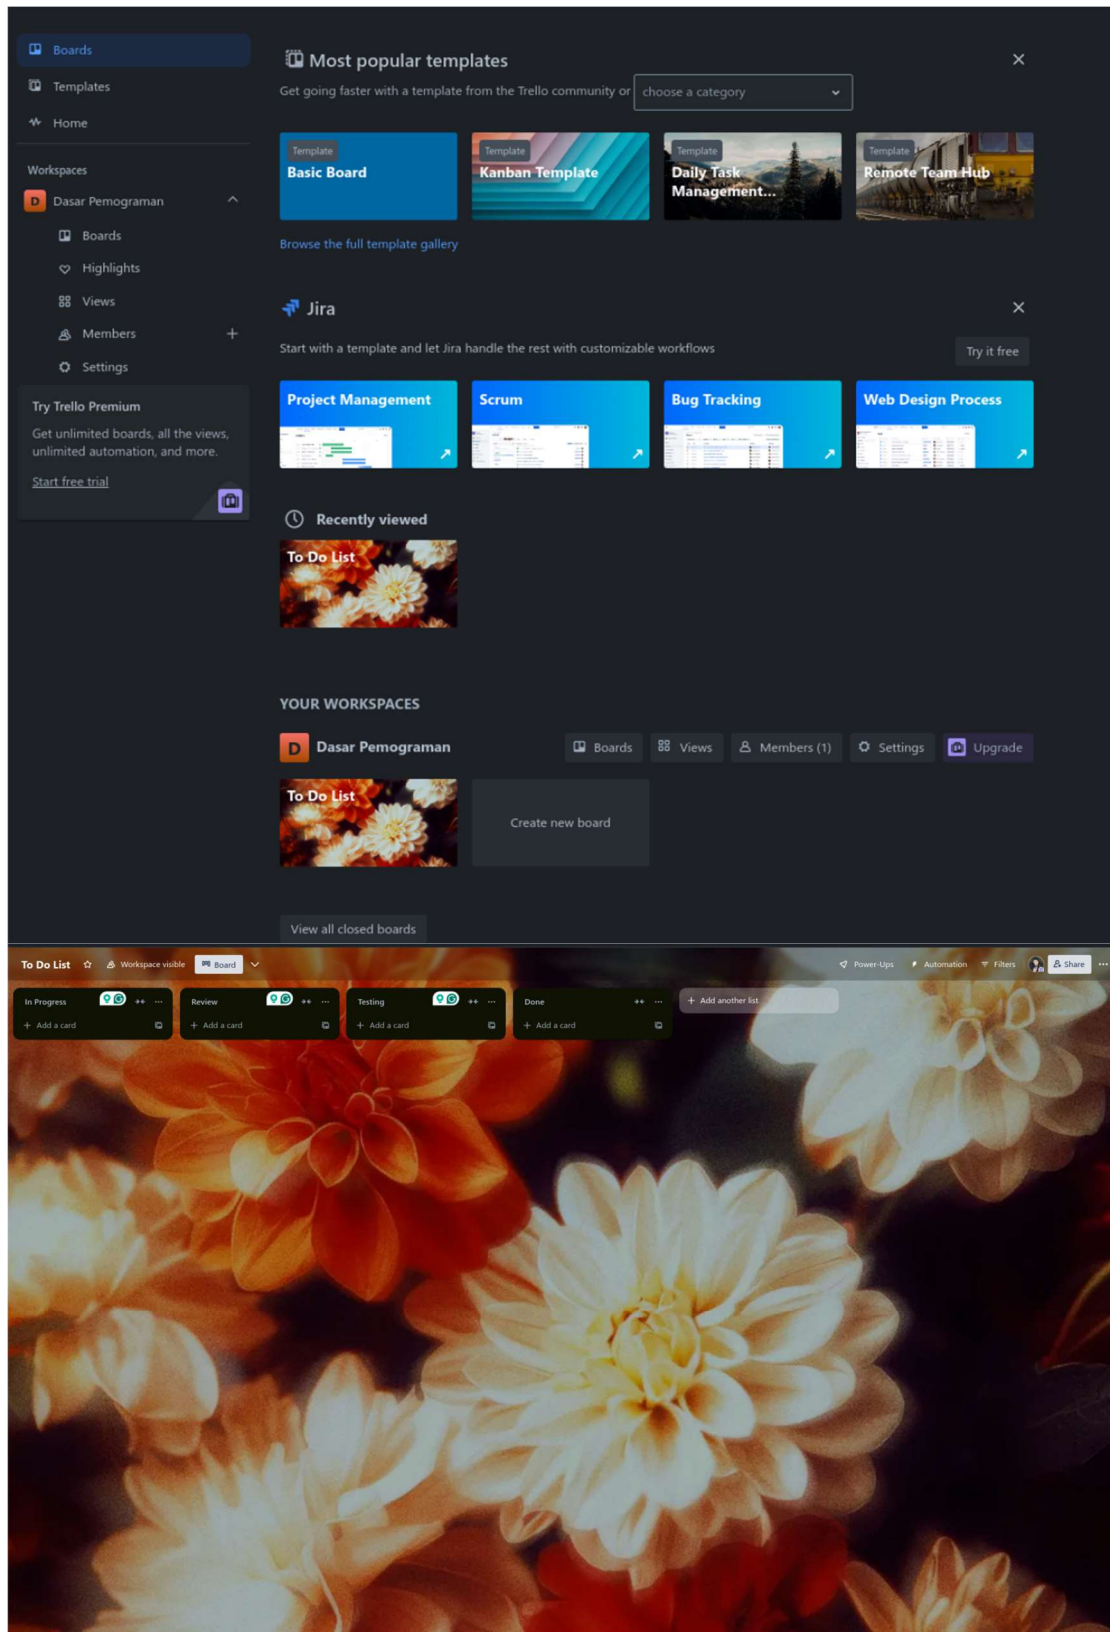 Boards
Templates
Home
Workspaces
D Dasar Pemograman
Boards
Highlights
Views
Members
Settings
Try Trello Premium
Get unlimited boards, all the views,
unlimited automation, and more.
Start free trial
Most popular templates
Get going faster with a template from the Trello community or choose a category
Template
Basic Board
Template
Kanban Template
Template
Daily Task
Management...
Template
Remote Team Hub
Browse the full template gallery
Jira
Start with a template and let Jira handle the rest with customizable workflows
Try it free
Project Management
Scrum
Bug Tracking
Web Design Process
Recently viewed
To Do List
YOUR WORKSPACES
D Dasar Pemograman
Boards
Views
Members (1)
Settings
Upgrade
To Do List
Create new board
View all closed boards
To Do List
Workspace visible
Board
Power-Ups
Automation
Filters
Share
In Progress
+ Add a card
Review
+ Add a card
Testing
+ Add a card
Done
+ Add a card
+ Add another list